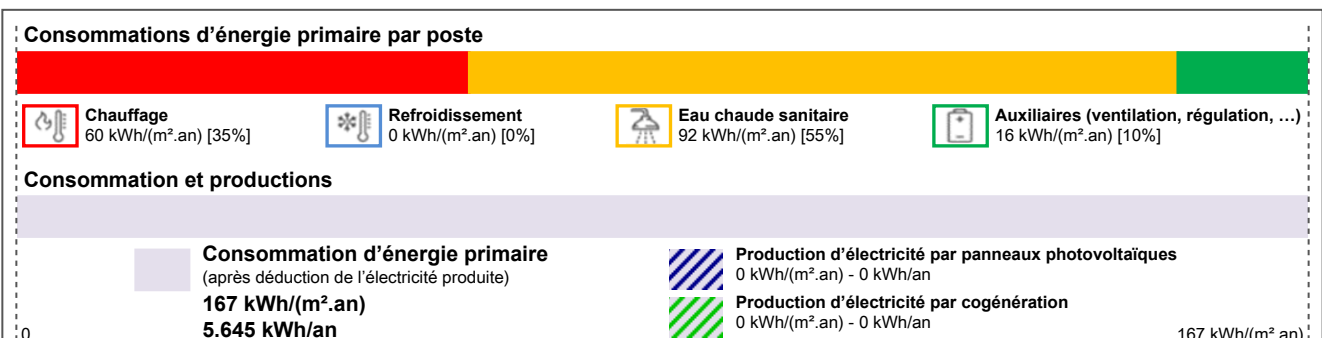 Consommations d'énergie primaire par poste
Chauffage
60 kWh/(m².an) [35%]
Refroidissement
0 kWh/(m².an) [0%]
Eau chaude sanitaire
92 kWh/(m².an) [55%]
Auxiliaires (ventilation, régulation, …)
16 kWh/(m².an) [10%]
Consommation et productions
Consommation d'énergie primaire
(après déduction de l'électricité produite)
167 kWh/(m².an)
5.645 kWh/an
Production d'électricité par panneaux photovoltaïques
0 kWh/(m².an) - 0 kWh/an
Production d'électricité par cogénération
0 kWh/(m².an) - 0 kWh/an
0
167 kWh/(m².an)